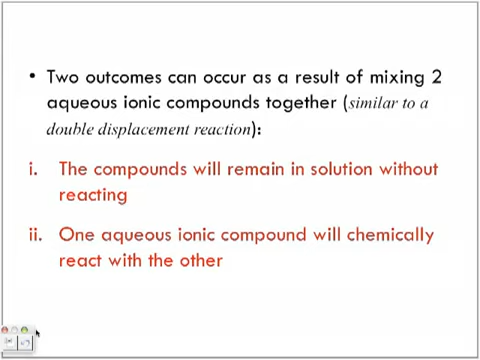 • Two outcomes can occur as a result of mixing 2
aqueous ionic compounds together (similar to a
double displacement reaction):
i. The compounds will remain in solution without
reacting
ii. One aqueous ionic compound will chemically
react with the other